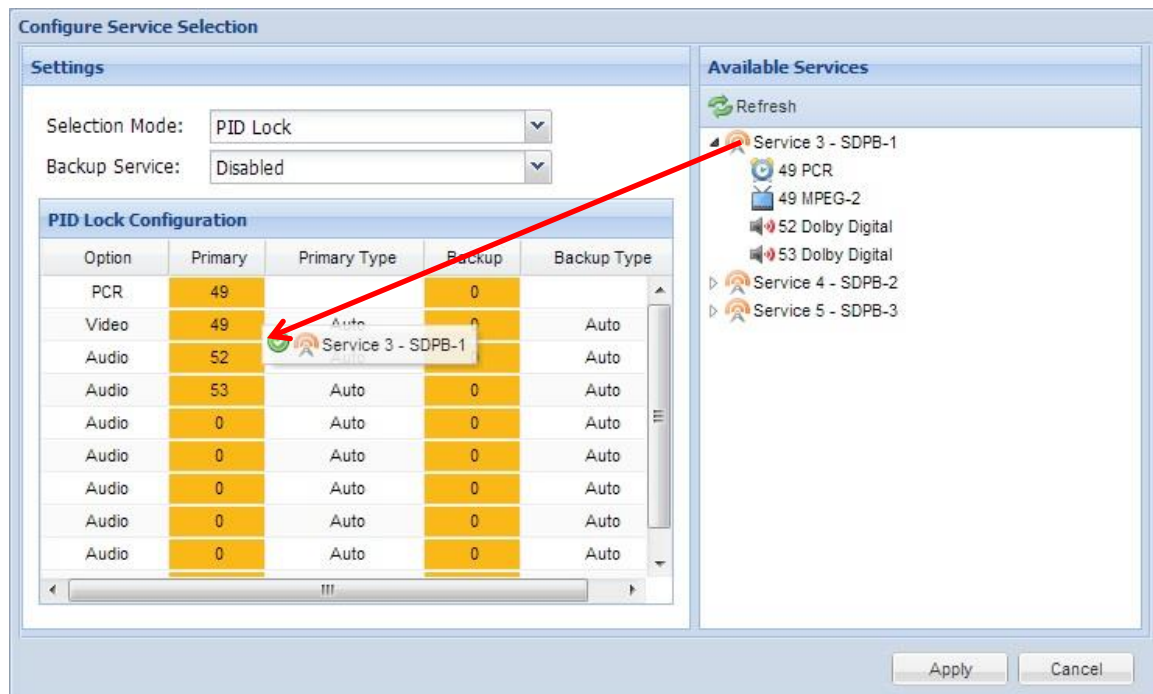 Configure Service Selection
Settings
Selection Mode: PID Lock
Backup Service: Disabled
PID Lock Configuration
Option Primary Primary Type Backup Backup Type
PCR 49 0
Video 49 Auto 0 Auto
Service 3 - SDPB-1
Audio 52 Auto 0 Auto
Audio 53 Auto 0 Auto
Audio 0 Auto 0 Auto
Audio 0 Auto 0 Auto
Audio 0 Auto 0 Auto
Audio 0 Auto 0 Auto
Audio 0 Auto 0 Auto
Available Services
Refresh
Service 3 - SDPB-1
49 PCR
49 MPEG-2
52 Dolby Digital
53 Dolby Digital
Service 4 - SDPB-2
Service 5 - SDPB-3
Apply Cancel